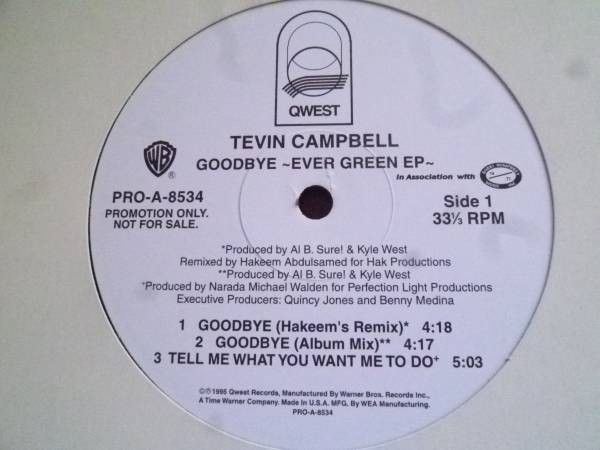 QWEST
TEVIN CAMPBELL
GOODBYE ~EVER GREEN EP~
WB
®
In Association with
PRO-A-8534
PROMOTION ONLY.
NOT FOR SALE.
Side 1
33⅓ RPM
*Produced by Al B. Sure! & Kyle West
Remixed by Hakeem Abdulsamed for Hak Productions
**Produced by Al B. Sure! & Kyle West
⁺Produced by Narada Michael Walden for Perfection Light Productions
Executive Producers: Quincy Jones and Benny Medina
1 GOODBYE (Hakeem's Remix)* 4:18
2 GOODBYE (Album Mix)** 4:17
3 TELL ME WHAT YOU WANT ME TO DO⁺ 5:03
©℗1995 Qwest Records, Manufactured By Warner Bros. Records Inc.,
A Time Warner Company. Made In U.S.A. MFG. By WEA Manufacturing.
PRO-A-8534